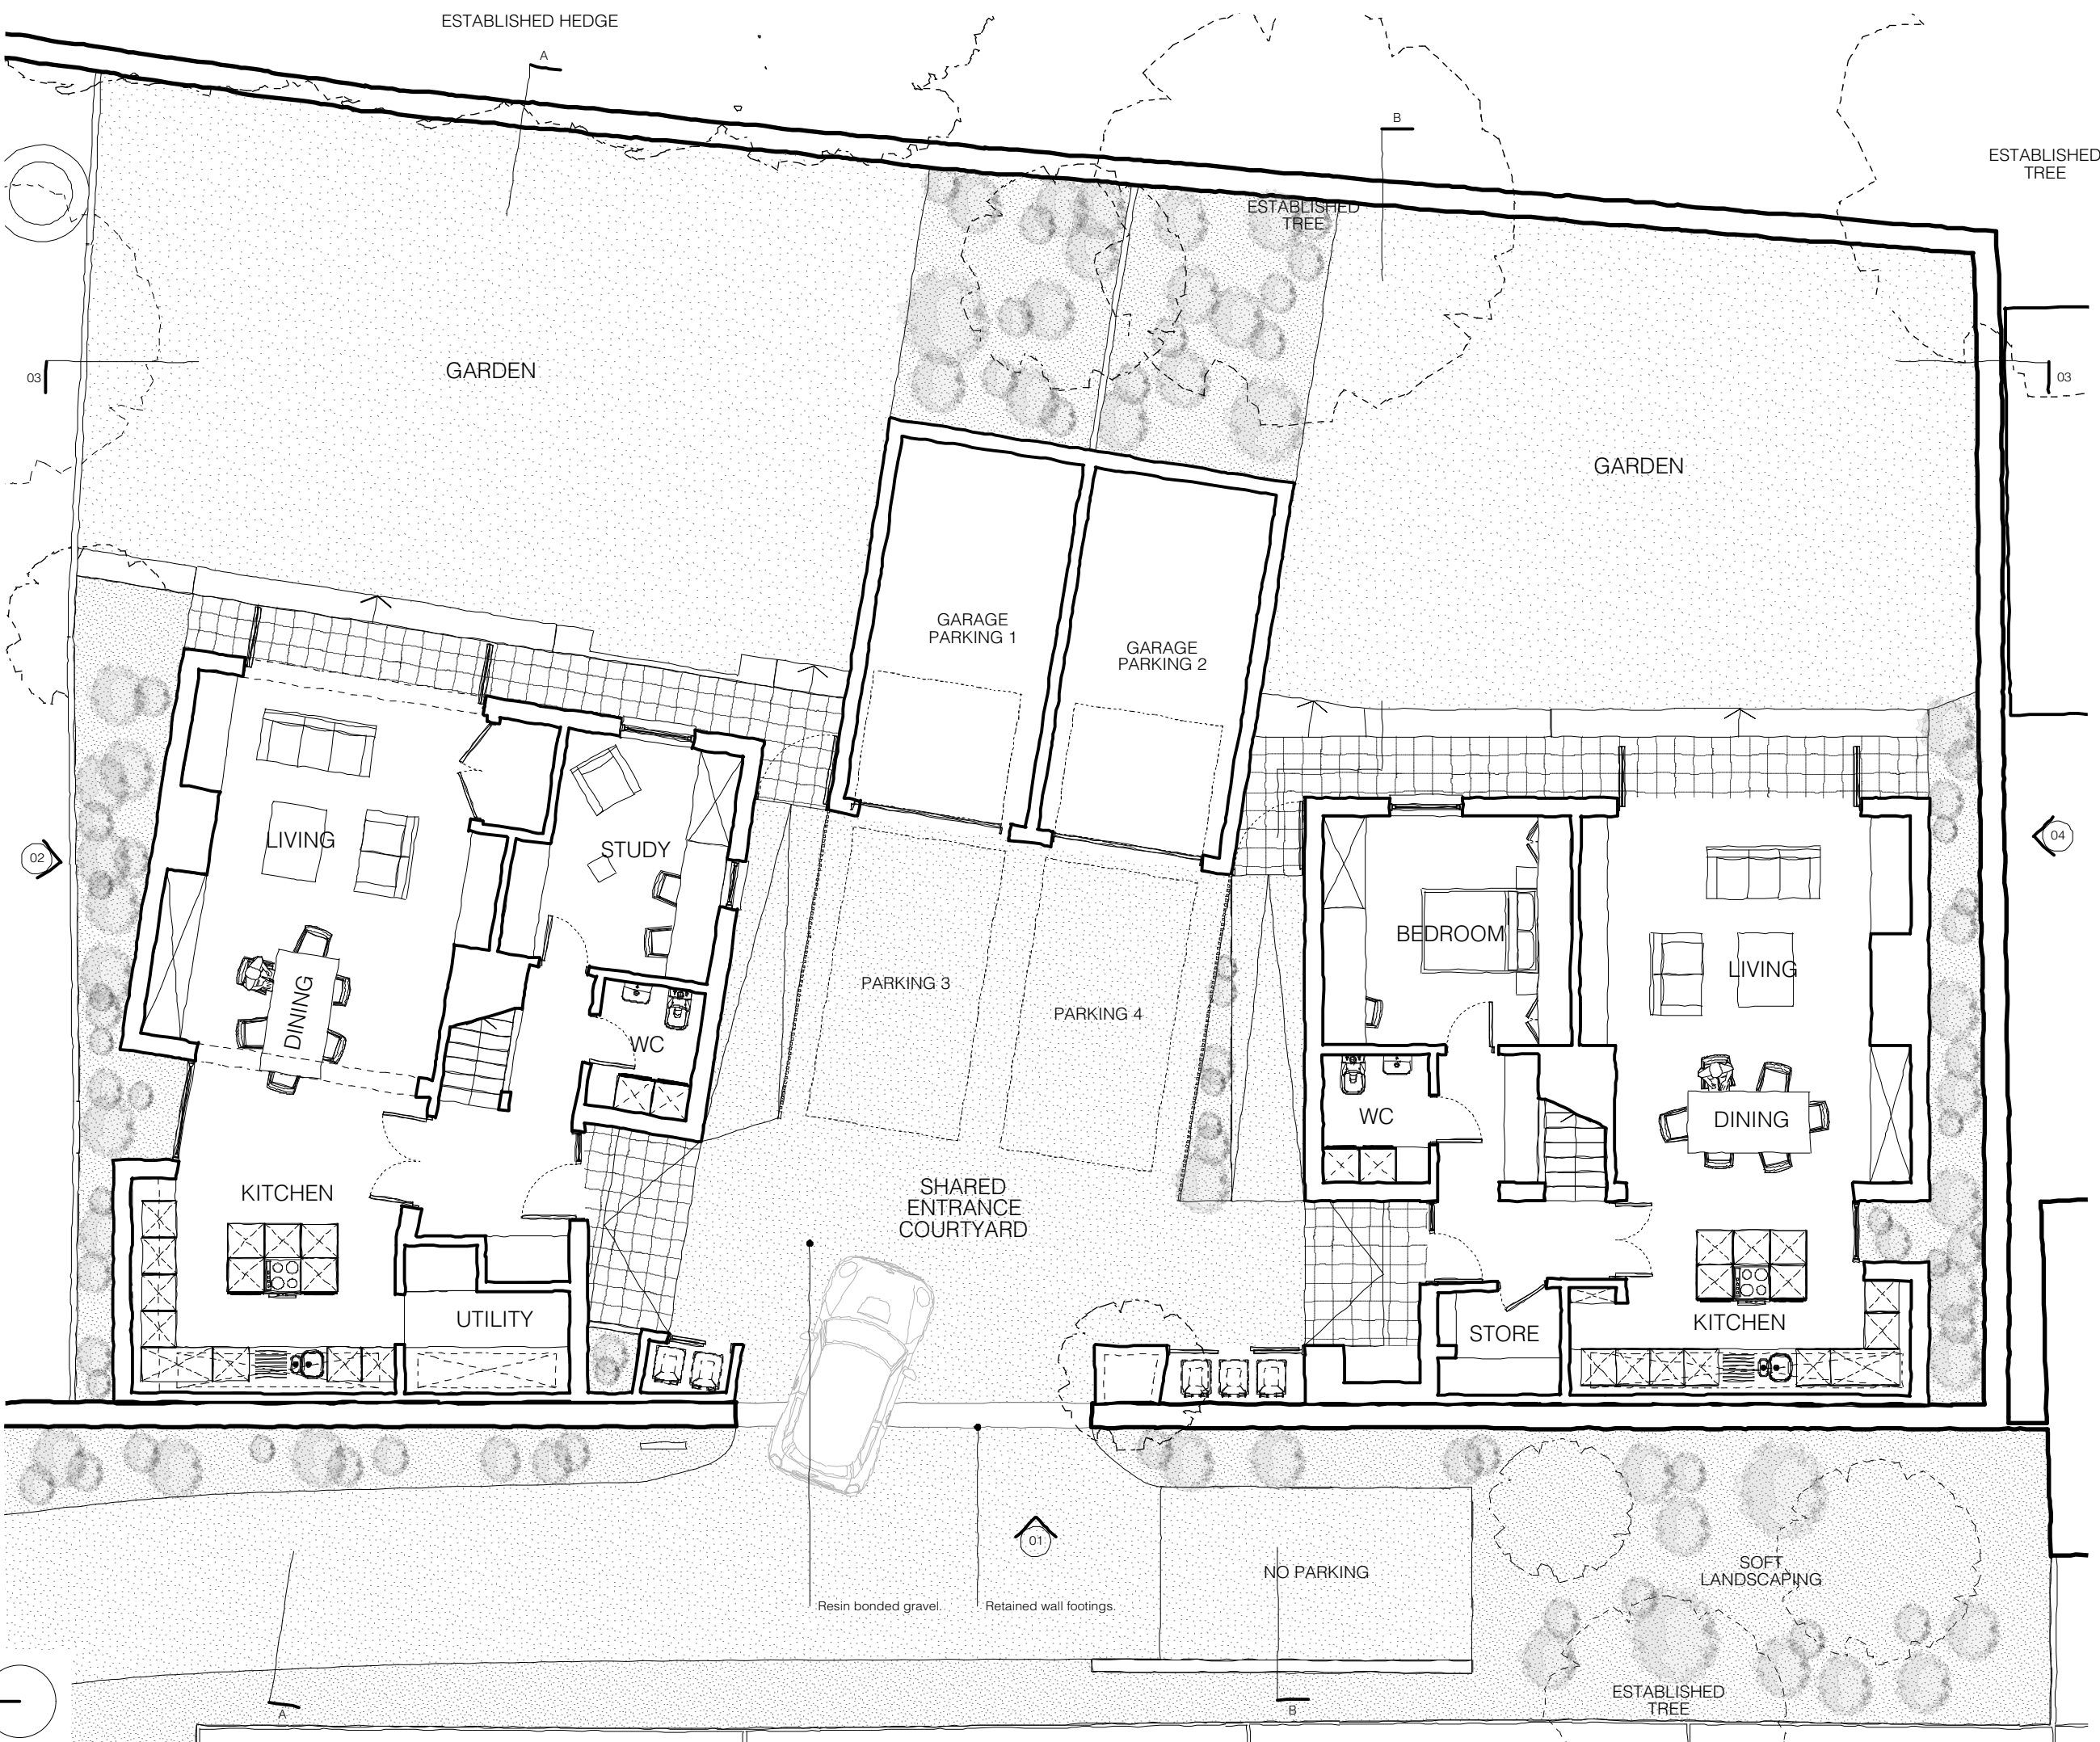 ESTABLISHED HEDGE
A
B
ESTABLISHED
TREE
ESTABLISHED
TREE
03
GARDEN
03
GARDEN
GARAGE
PARKING 1
GARAGE
PARKING 2
LIVING
STUDY
02
04
BEDROOM
LIVING
PARKING 3
PARKING 4
DINING
WC
WC
DINING
KITCHEN
SHARED
ENTRANCE
COURTYARD
UTILITY
STORE
KITCHEN
01
NO PARKING
SOFT
LANDSCAPING
Resin bonded gravel.
Retained wall footings.
ESTABLISHED
TREE
A
B